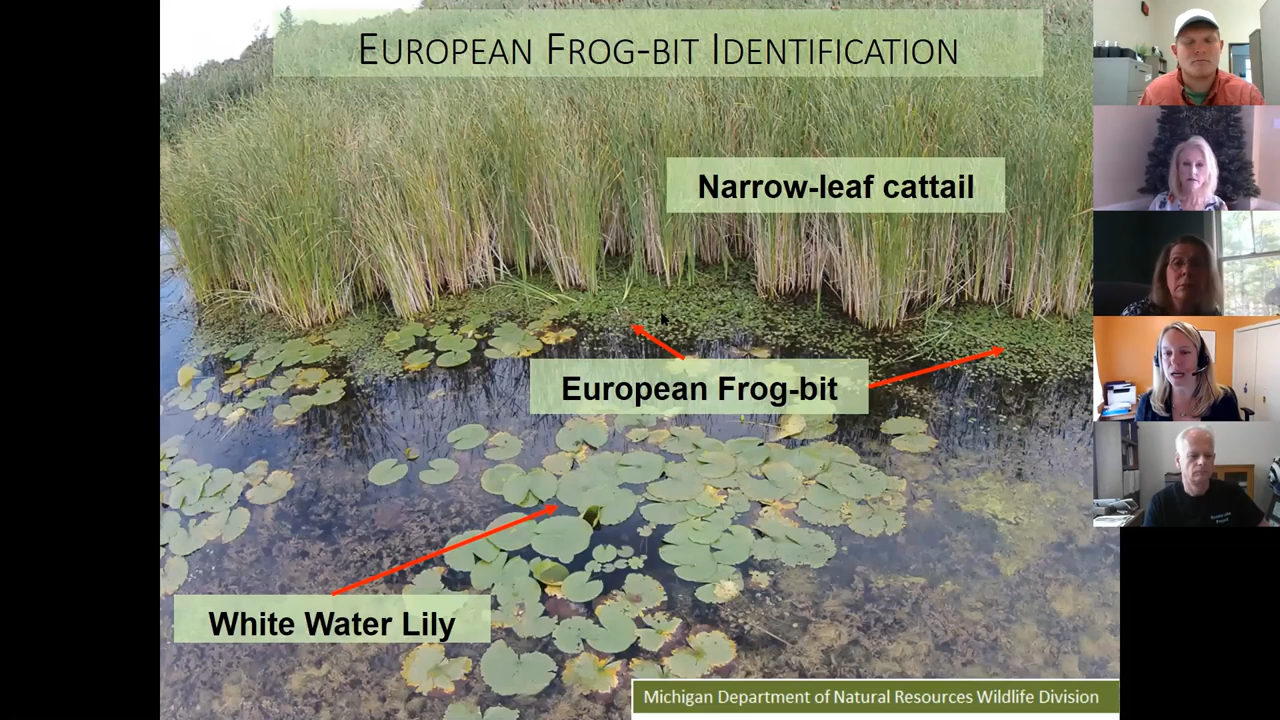 EUROPEAN FROG-BIT IDENTIFICATION
Narrow-leaf cattail
European Frog-bit
White Water Lily
Michigan Department of Natural Resources Wildlife Division